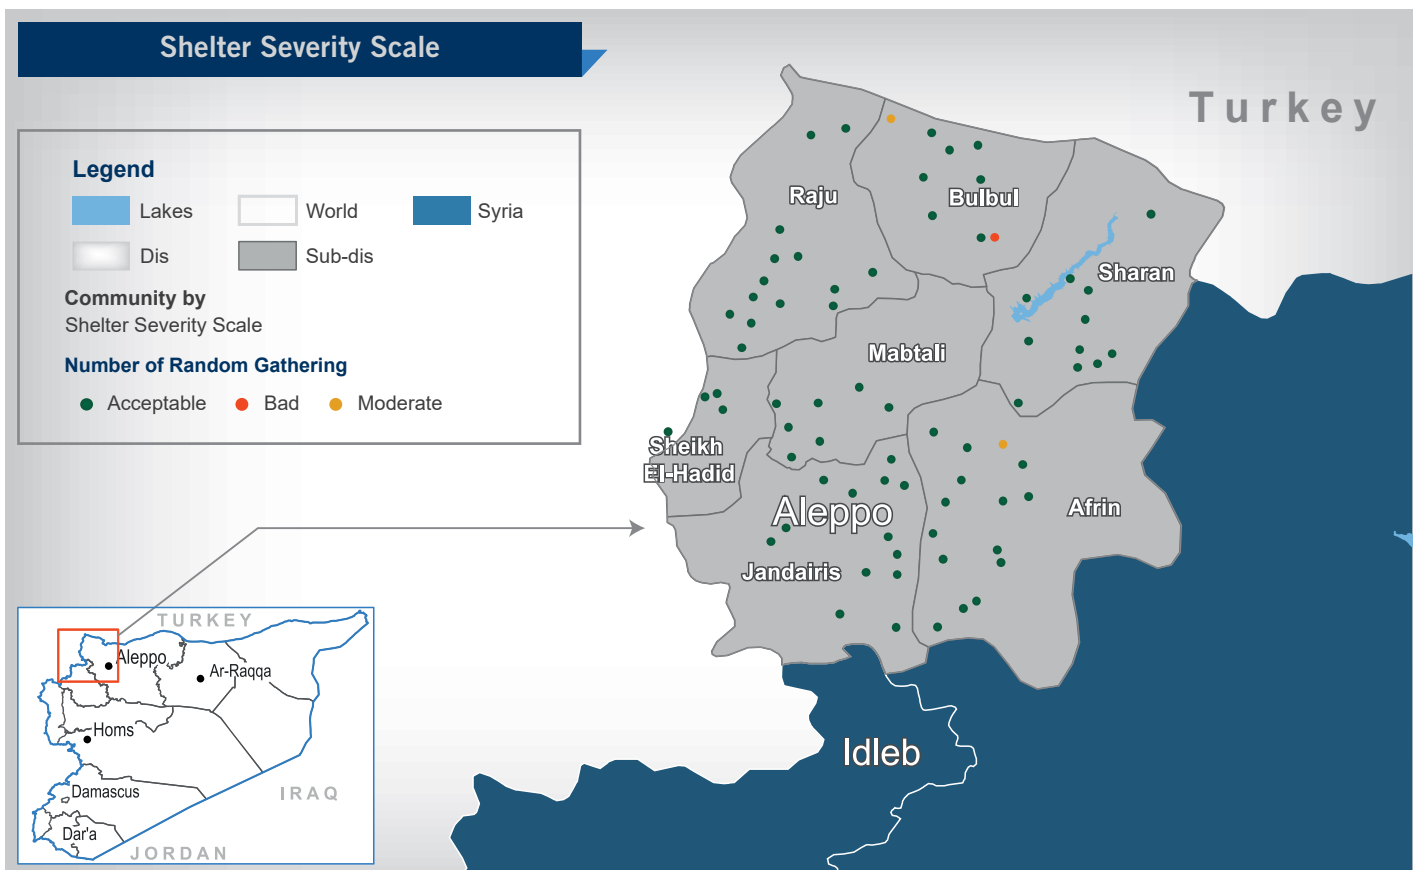 Shelter Severity Scale
Turkey
Legend
Lakes
World
Syria
Dis
Sub-dis
Community by
Shelter Severity Scale
Number of Random Gathering
Acceptable
Bad
Moderate
Raju
Bulbul
Sharan
Mabtali
Sheikh
El-Hadid
Aleppo
Afrin
Jandairis
Idleb
TURKEY
Aleppo
Ar-Raqqa
Homs
Damascus
IRAQ
Dar'a
JORDAN